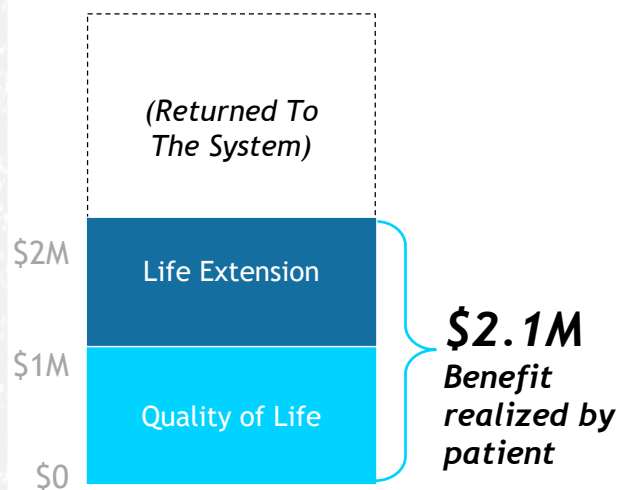 (Returned To
The System)
$2M
Life Extension
$2.1M
Benefit
realized by
patient
$1M
Quality of Life
$0